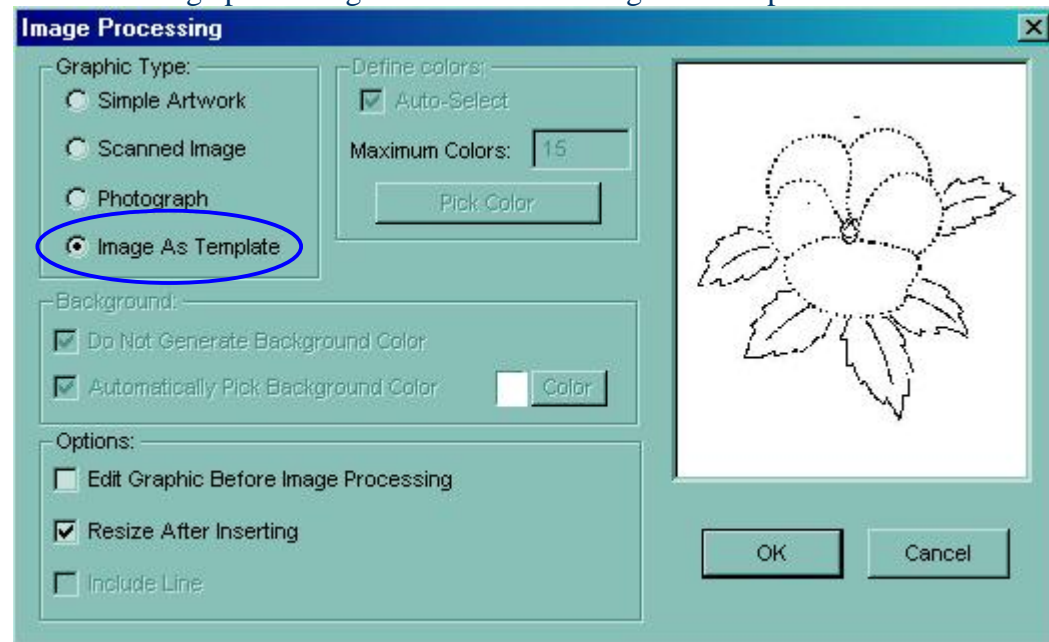 Image Processing
Graphic Type:
Simple Artwork
Scanned Image
Photograph
Image As Template
Define colors:
Auto-Select
Maximum Colors: 15
Pick Color
Background:
Do Not Generate Background Color
Automatically Pick Background Color Color
Options:
Edit Graphic Before Image Processing
Resize After Inserting
Include Line
OK Cancel